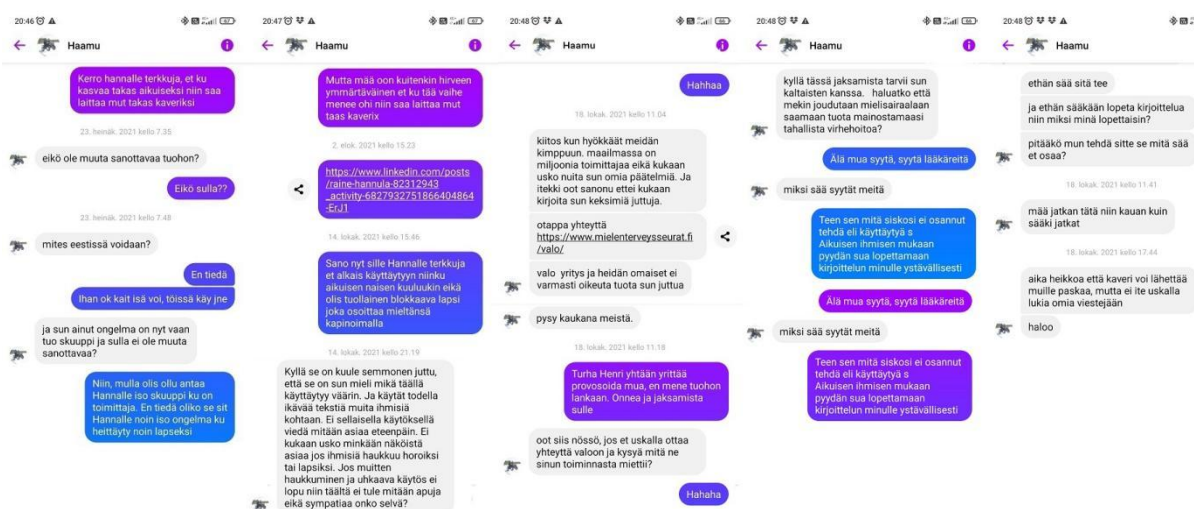 20:46
67
Haamu
Kerro hannalle terkkuja, et ku
kasvaa takas aikuiseksi niin saa
laittaa mut takas kaveriksi
23. heinäk. 2021 kello 7.35
eikö ole muuta sanottavaa tuohon?
Eikö sulla??
23. heinäk. 2021 kello 7.48
mites eestissä voidaan?
En tiedä
Ihan ok kait isä voi, töissä käy jne
ja sun ainut ongelma on nyt vaan
tuo skuuppi ja sulla ei ole muuta
sanottavaa?
Niin, mulla olis ollu antaa
Hannalle iso skuuppi ku on
toimittaja. En tiedä oliko se sit
Hannalle noin iso ongelma ku
heittäyty noin lapseksi
20:47
67
Haamu
Mutta mää oon kuitenkin hirveen
ymmärtäväinen et ku tää vaihe
menee ohi niin saa laittaa mut
taas kaverix
2. elok. 2021 kello 15.23
https://www.linkedin.com/posts
/raine-hannula-82312943
_activity-6827932751866404864
-ErJ1
14. lokak. 2021 kello 15.46
Sano nyt sille Hannalle terkkuja
et alkais käyttäytyyn niinku
aikuisen naisen kuuluukin eikä
olis tuollainen blokkaava lapsi
joka osoittaa mieltänsä
kapinoimalla
14. lokak. 2021 kello 21.19
Kyllä se on kuule semmonen juttu,
että se on sun mieli mikä täällä
käyttäytyy väärin. Ja käytät todella
ikävää tekstiä muita ihmisiä
kohtaan. Ei sellaisella käytöksellä
viedä mitään asiaa eteenpäin. Ei
kukaan usko minkään näköistä
asiaa jos ihmisiä haukkuu horoiksi
tai lapsiksi. Jos muitten
haukkuminen ja uhkaava käytös ei
lopu niin täältä ei tule mitään apuja
eikä sympatiaa onko selvä?
20:48
66
Haamu
Hahhaa
18. lokak. 2021 kello 11.04
kiitos kun hyökkäät meidän
kimppuun. maailmassa on
miljoonia toimittajaa eikä kukaan
usko nuita sun omia päätelmiä. Ja
itekki oot sanonu ettei kukaan
kirjoita sun keksimiä juttuja.
otappa yhteyttä
https://www.mielenterveysseurat.fi
/valo/
valo yritys ja heidän omaiset ei
varmasti oikeuta tuota sun juttua
pysy kaukana meistä.
18. lokak. 2021 kello 11.18
Turha Henri yhtään yrittää
provosoida mua, en mene tuohon
lankaan. Onnea ja jaksamista
sulle
oot siis nössö, jos et uskalla ottaa
yhteyttä valoon ja kysyä mitä ne
sinun toiminnasta miettii?
Hahaha
20:48
66
Haamu
kyllä tässä jaksamista tarvii sun
kaltaisten kanssa. haluatko että
mekin joudutaan mielisairaalaan
saamaan tuota mainostamaasi
tahallista virhehoitoa?
Älä mua syytä, syytä lääkäreitä
miksi sää syytät meitä
Teen sen mitä siskosi ei osannut
tehdä eli käyttäytyä s
Aikuisen ihmisen mukaan
pyydän sua lopettamaan
kirjoittelun minulle ystävällisesti
Älä mua syytä, syytä lääkäreitä
miksi sää syytät meitä
Teen sen mitä siskosi ei osannut
tehdä eli käyttäytyä s
Aikuisen ihmisen mukaan
pyydän sua lopettamaan
kirjoittelun minulle ystävällisesti
20:48
Haamu
ethän sää sitä tee
ja ethän sääkään lopeta kirjoittelua
niin miksi minä lopettaisin?
pitääkö mun tehdä sitte se mitä sää
et osaa?
18. lokak. 2021 kello 11.41
mää jatkan tätä niin kauan kuin
sääki jatkat
18. lokak. 2021 kello 17.44
aika heikkoa että kaveri voi lähettää
muille paskaa, mutta ei ite uskalla
lukia omia viestejään
haloo